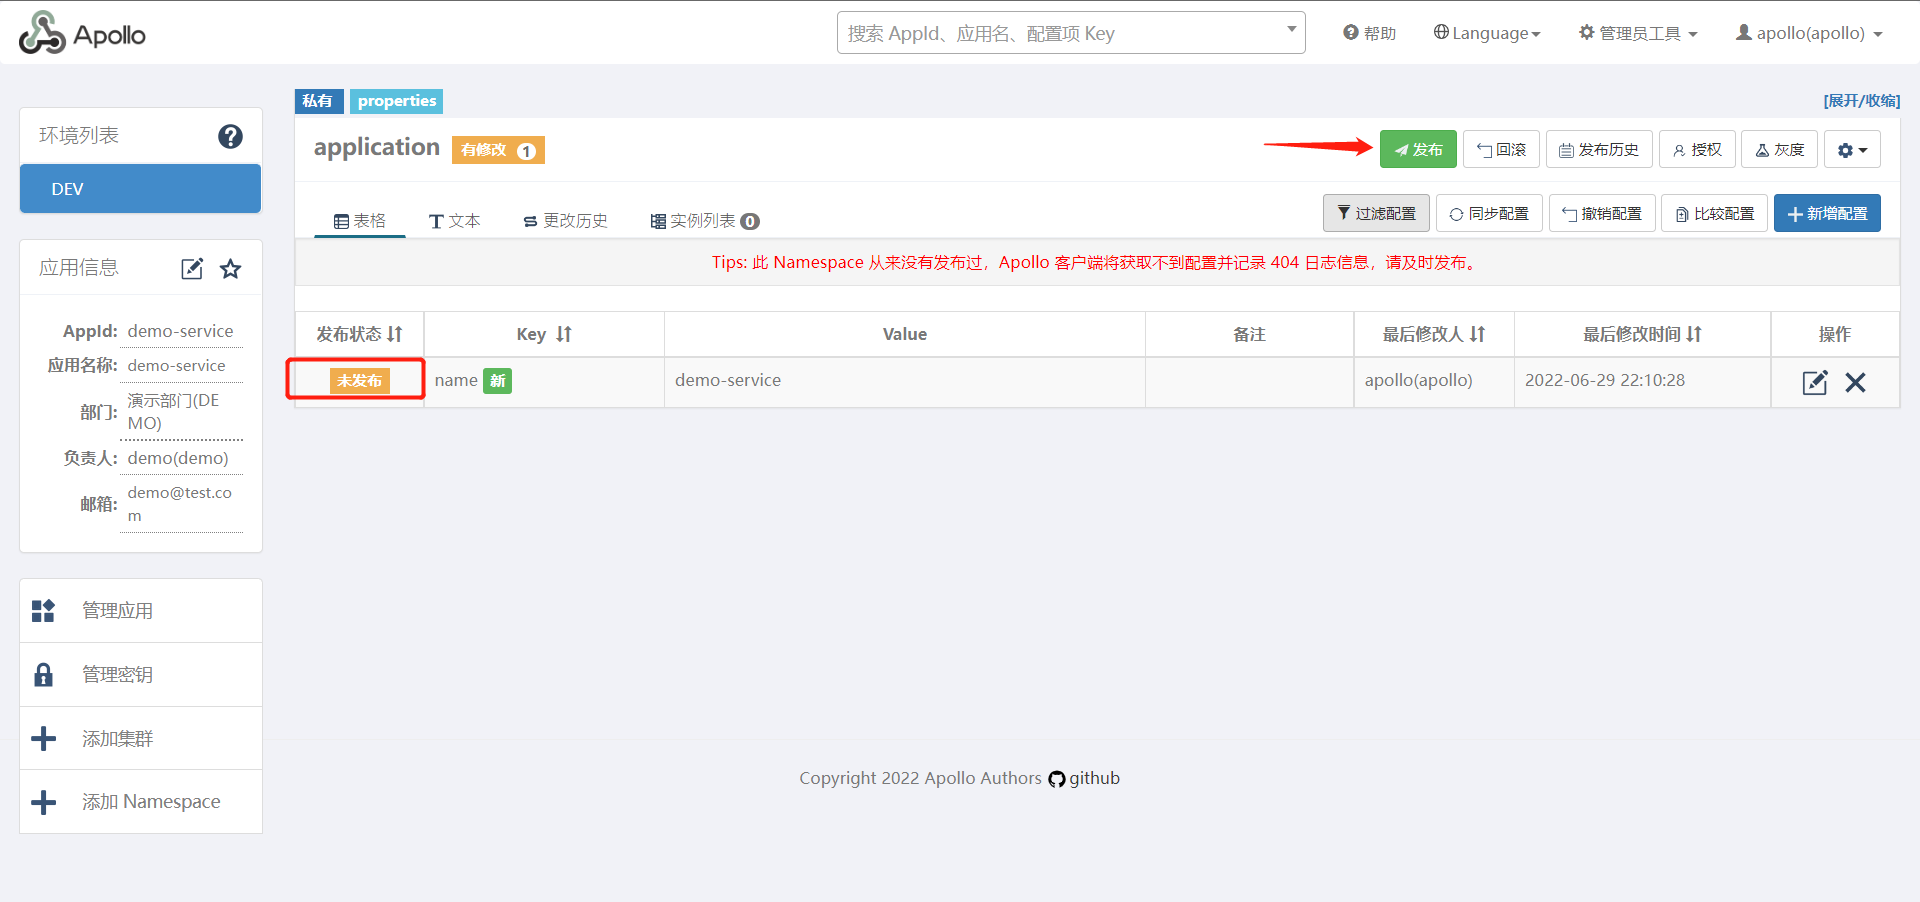 Apollo
搜索 AppId、应用名、配置项 Key
帮助
Language
管理员工具
apollo(apollo)
私有 properties
[展开/收缩]
环境列表
DEV
application 有修改 1
发布 回滚 发布历史 授权 灰度
表格 文本 更改历史 实例列表 0
过滤配置 同步配置 撤销配置 比较配置 新增配置
Tips: 此 Namespace 从来没有发布过，Apollo 客户端将获取不到配置并记录 404 日志信息，请及时发布。
发布状态 Key Value 备注 最后修改人 最后修改时间 操作
未发布 name 新 demo-service apollo(apollo) 2022-06-29 22:10:28
应用信息
AppId: demo-service
应用名称: demo-service
部门: 演示部门(DE
MO)
负责人: demo(demo)
邮箱: demo@test.co
m
管理应用
管理密钥
添加集群
添加 Namespace
Copyright 2022 Apollo Authors github